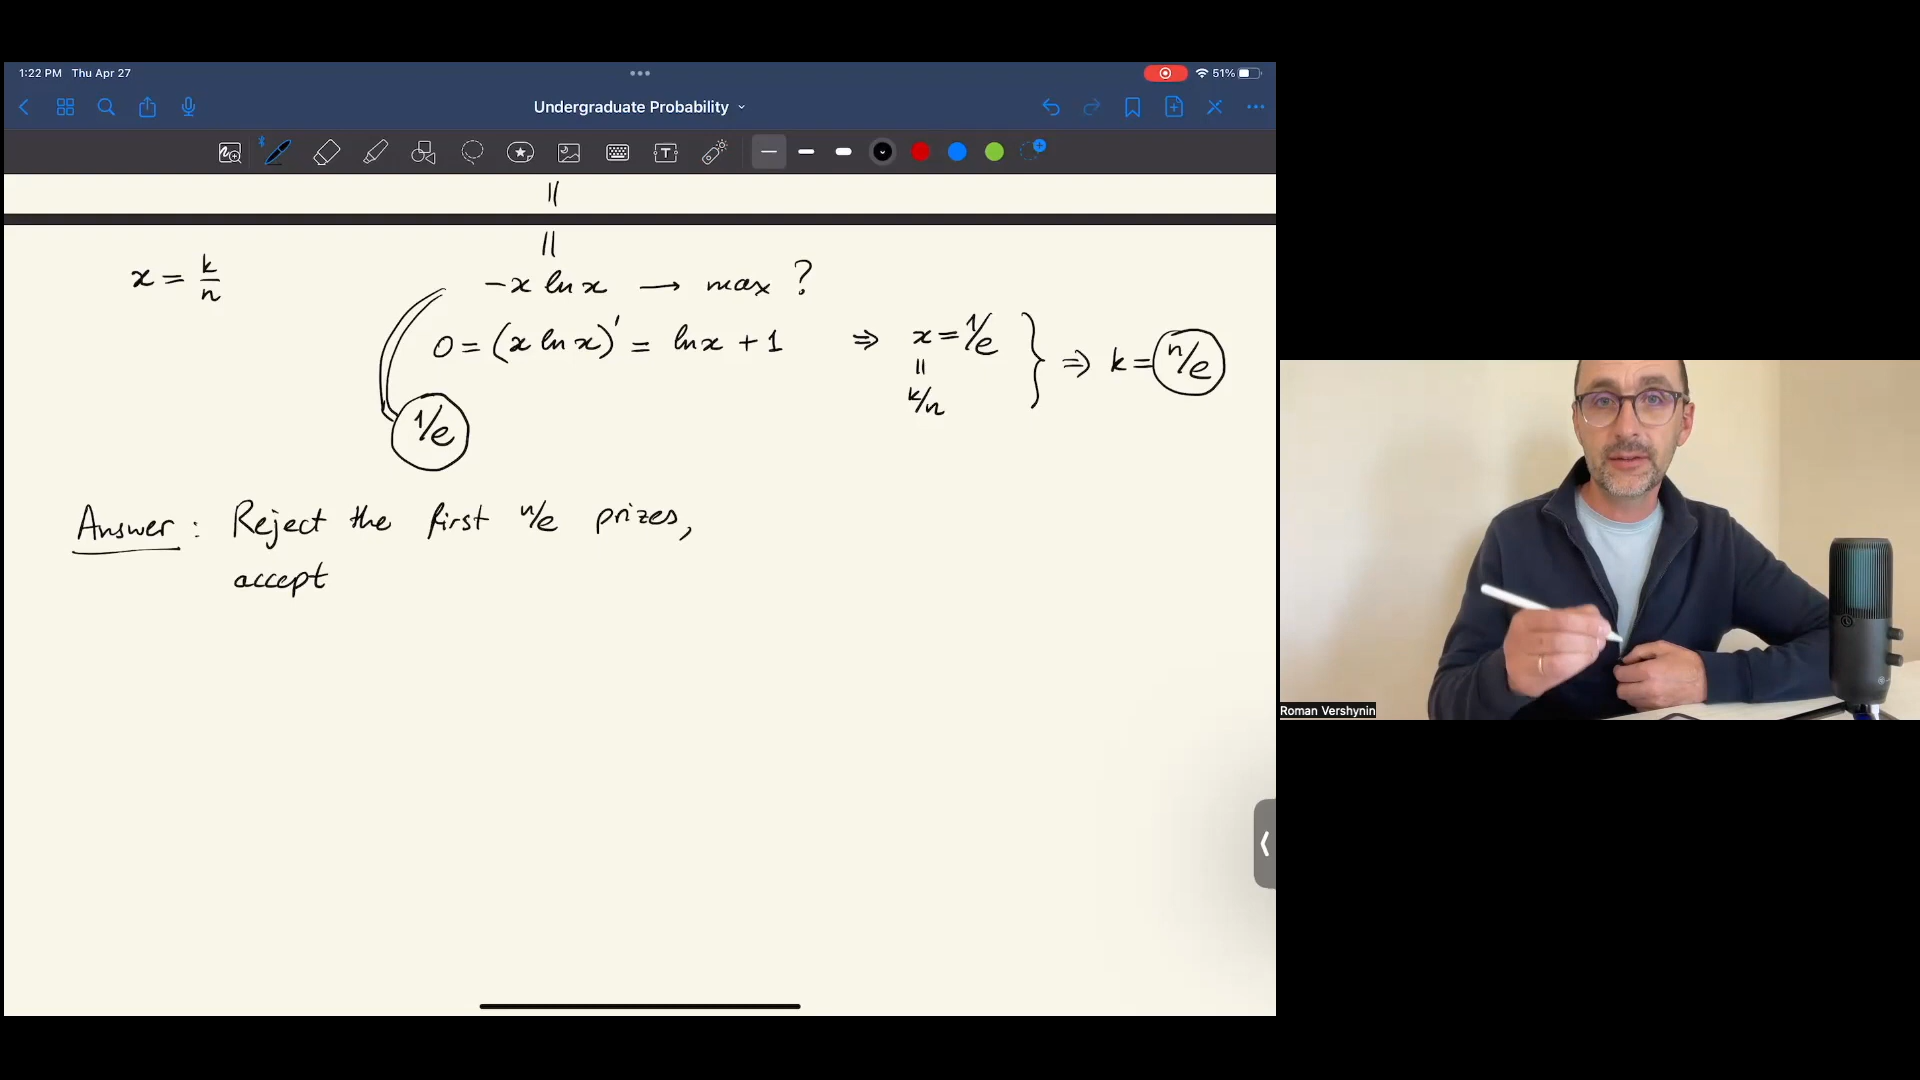 1:22 PM Thu Apr 27
51%
Undergraduate Probability
=
=
x = k/n
-x ln x → max ?
0 = (x ln x)' = ln x + 1 ⇒ x = 1/e } ⇒ k = n/e
=
k/n
1/e
Answer: Reject the first n/e prizes,
accept
Roman Vershynin